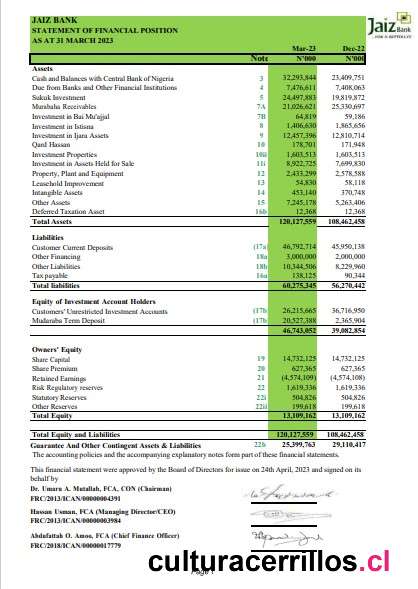 JAIZ BANK
STATEMENT OF FINANCIAL POSITION
AS AT 31 MARCH 2023
Jaiz Bank
Mar-23 Dec-22
Note N'000 N'000
Assets
Cash and Balances with Central Bank of Nigeria 3 32,293,844 23,409,751
Due from Banks and Other Financial Institutions 4 7,476,611 7,408,063
Sukuk Investment 5 24,497,883 19,819,872
Murabaha Receivables 7A 21,026,621 25,330,697
Investment in Bai Mu'ajjal 7B 64,819 59,186
Investment in Istisna 8 1,406,630 1,865,656
Investment in Ijara Assets 9 12,457,396 12,810,714
Qard Hassan 10 178,571 171,948
Investment Properties 10ii 1,603,513 1,603,513
Investment in Assets Held for Sale 11i 8,922,725 7,699,830
Property, Plant and Equipment 12 2,433,299 2,578,588
Leasehold Improvement 13 54,830 58,118
Intangible Assets 14 453,140 370,748
Other Assets 15 7,245,178 5,263,406
Deferred Taxation Asset 16b 12,368 12,368
Total Assets 120,127,559 108,462,458
Liabilities
Customer Current Deposits (17a) 46,792,714 45,950,138
Other Financing 18a 3,000,000 2,000,000
Other Liabilities 18b 10,344,506 8,229,960
Tax payable 16a 138,125 90,344
Total liabilities 60,275,345 56,270,442
Equity of Investment Account Holders
Customers' Unrestricted Investment Accounts (17b 26,215,665 36,716,950
Mudaraba Term Deposit (17b 20,527,388 2,365,904
46,743,052 39,082,854
Owners' Equity
Share Capital 19 14,732,125 14,732,125
Share Premium 20 627,365 627,365
Retained Earnings 21 (4,574,109) (4,574,108)
Risk Regulatory reserves 22 1,619,336 1,619,336
Statutory Reserves 22i 504,826 504,826
Other Reserves 22ii 199,618 199,618
Total Equity 13,109,162 13,109,162
Total Equity and Liabilities 120,127,559 108,462,458
Guarantee And Other Contingent Assets & Liabilities 22b 25,399,763 29,110,417
The accounting policies and the accompanying explanatory notes form part of these financial statements.
This financial statement were approved by the Board of Directors for issue on 24th April, 2023 and signed on its
behalf by
Dr. Umaru A. Mutallab, FCA, CON (Chairman)
FRC/2013/ICAN/00000004391
Hassan Usman, FCA (Managing Director/CEO)
FRC/2013/ICAN/00000003984
Abdulfattah O. Amoo, FCA (Chief Finance Officer)
FRC/2018/ICAN/00000017779
culturacerrillos.cl